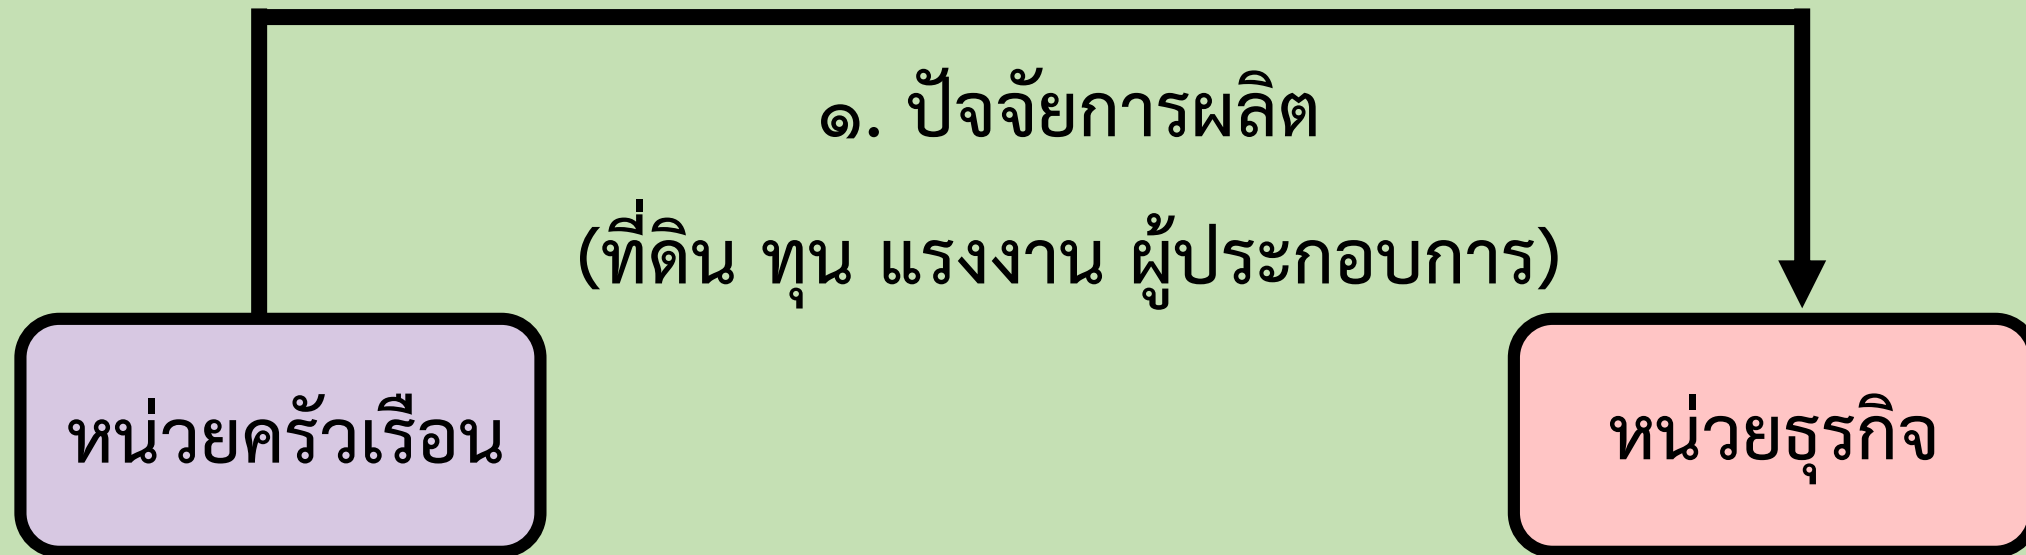 ๑. ปัจจัยการผลิต
(ที่ดิน ทุน แรงงาน ผู้ประกอบการ)
หน่วยครัวเรือน
หน่วยธุรกิจ